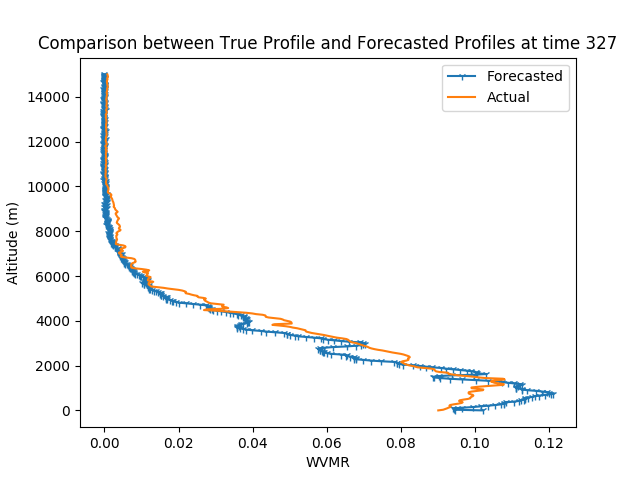 Comparison between True Profile and Forecasted Profiles at time 327
Forecasted
Actual
14000
12000
10000
8000
6000
4000
2000
0
Altitude (m)
0.00 0.02 0.04 0.06 0.08 0.10 0.12
WVMR